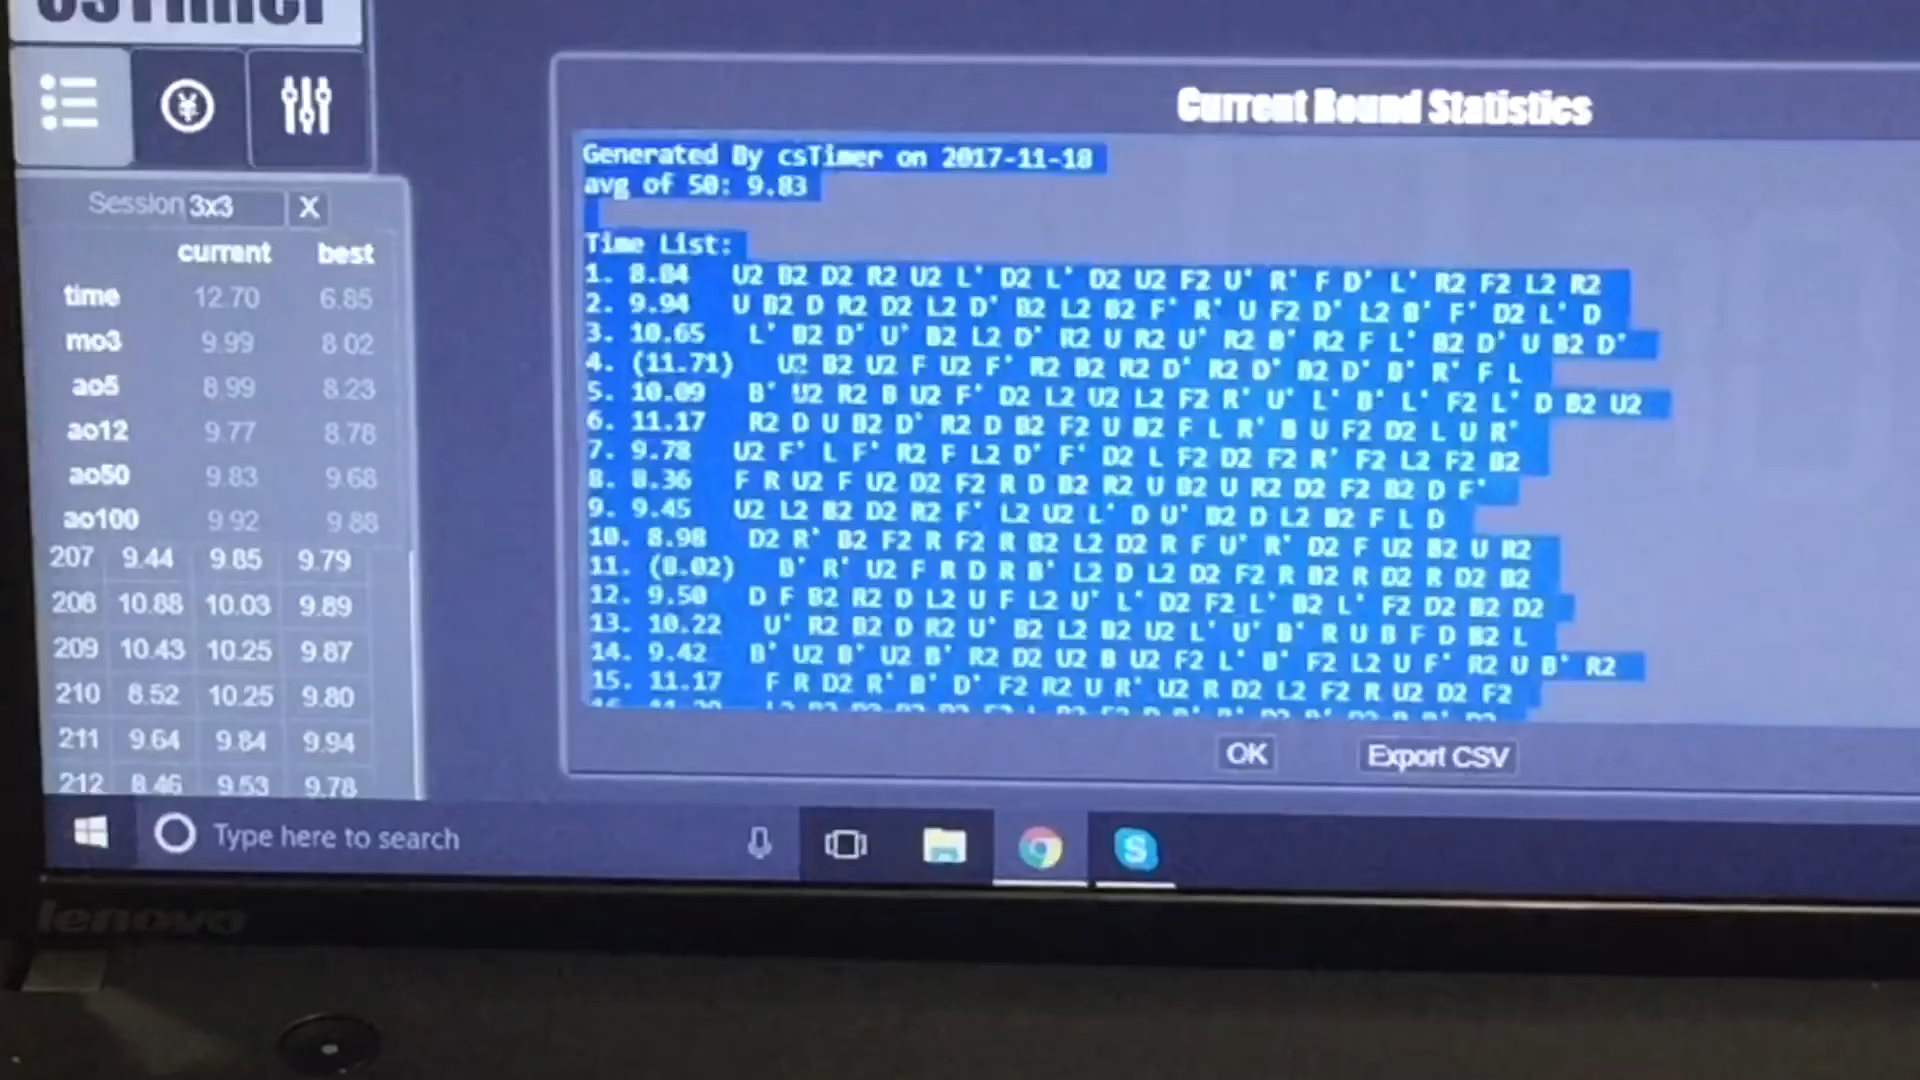 csTimer
Session 3x3 X
current best
time 12.70 6.85
mo3 9.99 8.02
ao5 8.99 8.23
ao12 9.77 8.78
ao50 9.83 9.68
ao100 9.92 9.88
207 9.44 9.85 9.79
208 10.88 10.03 9.89
209 10.43 10.25 9.87
210 8.52 10.25 9.80
211 9.64 9.84 9.94
212 8.46 9.53 9.78
Current Round Statistics
Generated By csTimer on 2017-11-18
avg of 50: 9.83
Time List:
1. 8.84 U2 B2 D2 R2 U2 L' D2 L' D2 U2 F2 U' R' F D' L' R2 F2 L2 R2
2. 9.94 U B2 D R2 D2 L2 D' B2 L2 B2 F' R' U F2 D' L2 B' F' D2 L' D
3. 10.65 L' B2 D' U' B2 L2 D' R2 U R2 U' R2 B' R2 F L' B2 D' U B2 D'
4. (11.71) U2 B2 U2 F U2 F' R2 B2 R2 D' R2 D' B2 D' B' R' F L
5. 10.09 B' U2 R2 B U2 F' D2 L2 U2 L2 F2 R' U' L' B' L' F2 L' D B2 U2
6. 11.17 R2 D U B2 D' R2 D B2 F2 U B2 F L R' B U F2 D2 L U R'
7. 9.78 U2 F' L F' R2 F L2 D' F' D2 L F2 D2 F2 R' F2 L2 F2 B2
8. 8.36 F R U2 F U2 D2 F2 R D B2 R2 U B2 U R2 D2 F2 B2 D F'
9. 9.45 U2 L2 B2 D2 R2 F' L2 U2 L' D U' B2 D L2 B2 F L D
10. 8.98 D2 R' B2 F2 R F2 R B2 L2 D2 R F U' R' D2 F U2 B2 U R2
11. (8.02) B' R' U2 F R D R B' L2 D L2 D2 F2 R B2 R D2 R D2 B2
12. 9.50 D F B2 R2 D L2 U F L2 U' L' D2 F2 L' B2 L' F2 D2 B2 D2
13. 10.22 U' R2 B2 D R2 U' B2 L2 B2 U2 L' U' B' R U B F D B2 L
14. 9.42 B' U2 B' U2 B' R2 D2 U2 B U2 F2 L' B' F2 L2 U F' R2 U B' R2
15. 11.17 F R D2 R' B' D' F2 R2 U R' U2 R D2 L2 F2 R U2 D2 F2
OK Export CSV
Type here to search
lenovo